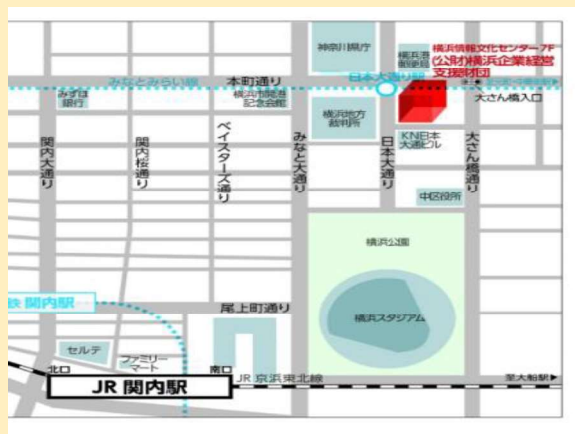 神奈川県庁
横浜港
郵便局
横浜情報文化センター 7F
(公財)横浜企業経営
支援財団
みなとみらい線
本町通り
日本大通り駅
みずほ
銀行
横浜市開港
記念会館
横浜地方
裁判所
大さん橋入口
KN日本
大通ビル
関内大通り
関内桜通り
ベイスターズ通り
みなと大通り
日本大通り
大さん橋通り
中区役所
横浜公園
横浜スタジアム
鉄 関内駅
尾上町通り
セルテ
ファミリー
マート
北口
南口
JR 関内駅
JR 京浜東北線
至大船駅▶